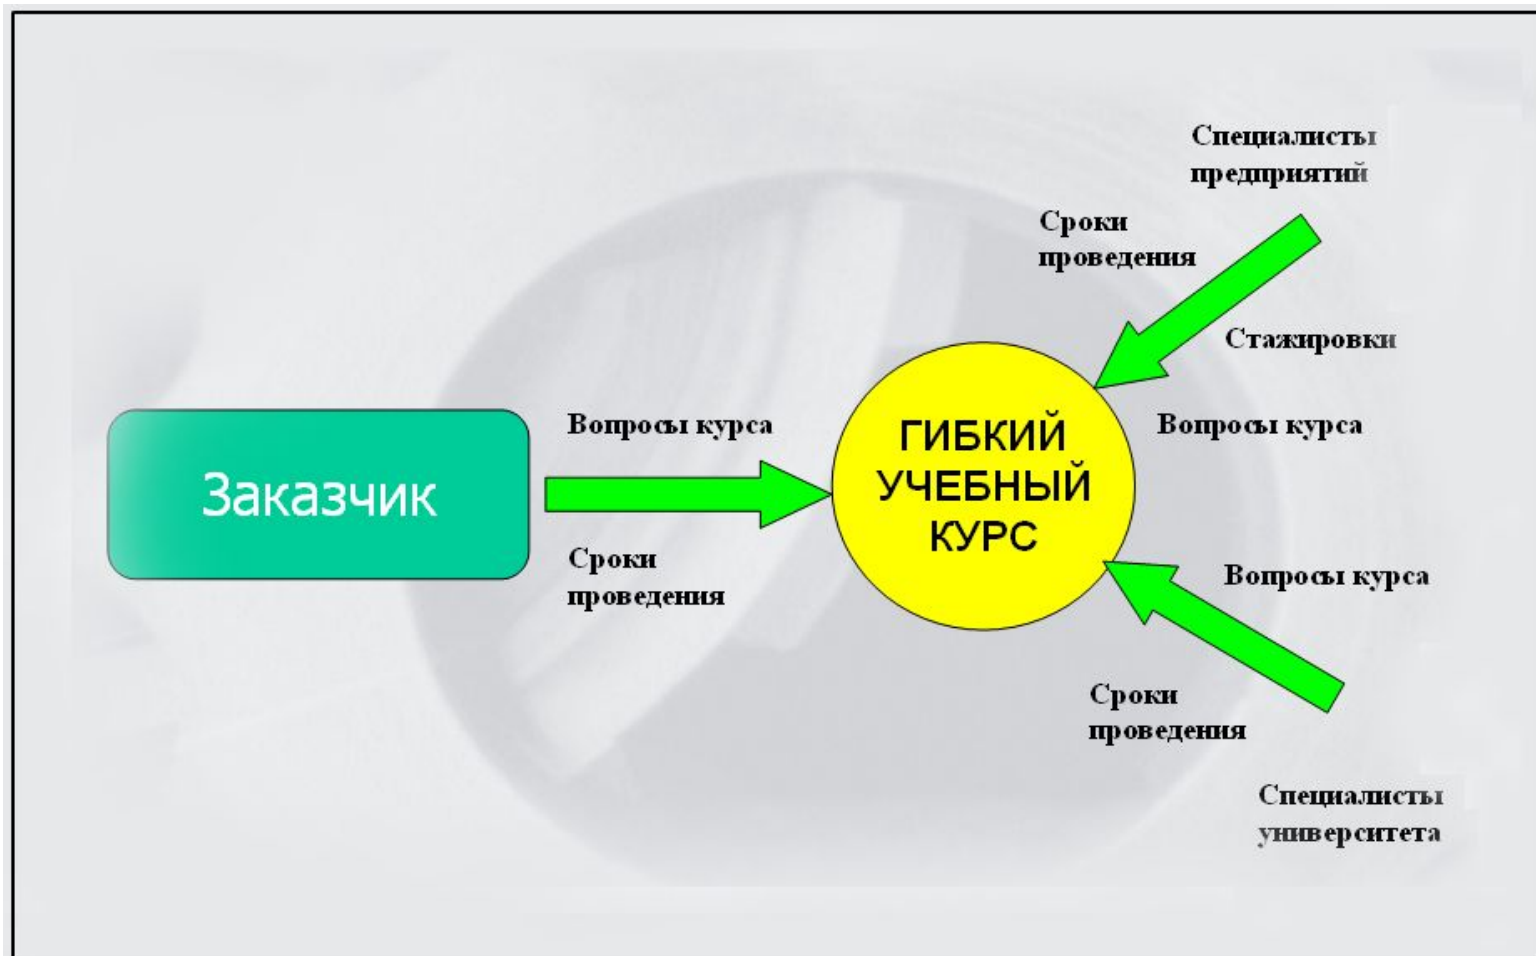 Специалисты
предприятий
Сроки
проведения
Стажировки
Вопросы курса
Заказчик
Вопросы курса
Сроки
проведения
ГИБКИЙ
УЧЕБНЫЙ
КУРС
Вопросы курса
Сроки
проведения
Специалисты
университета